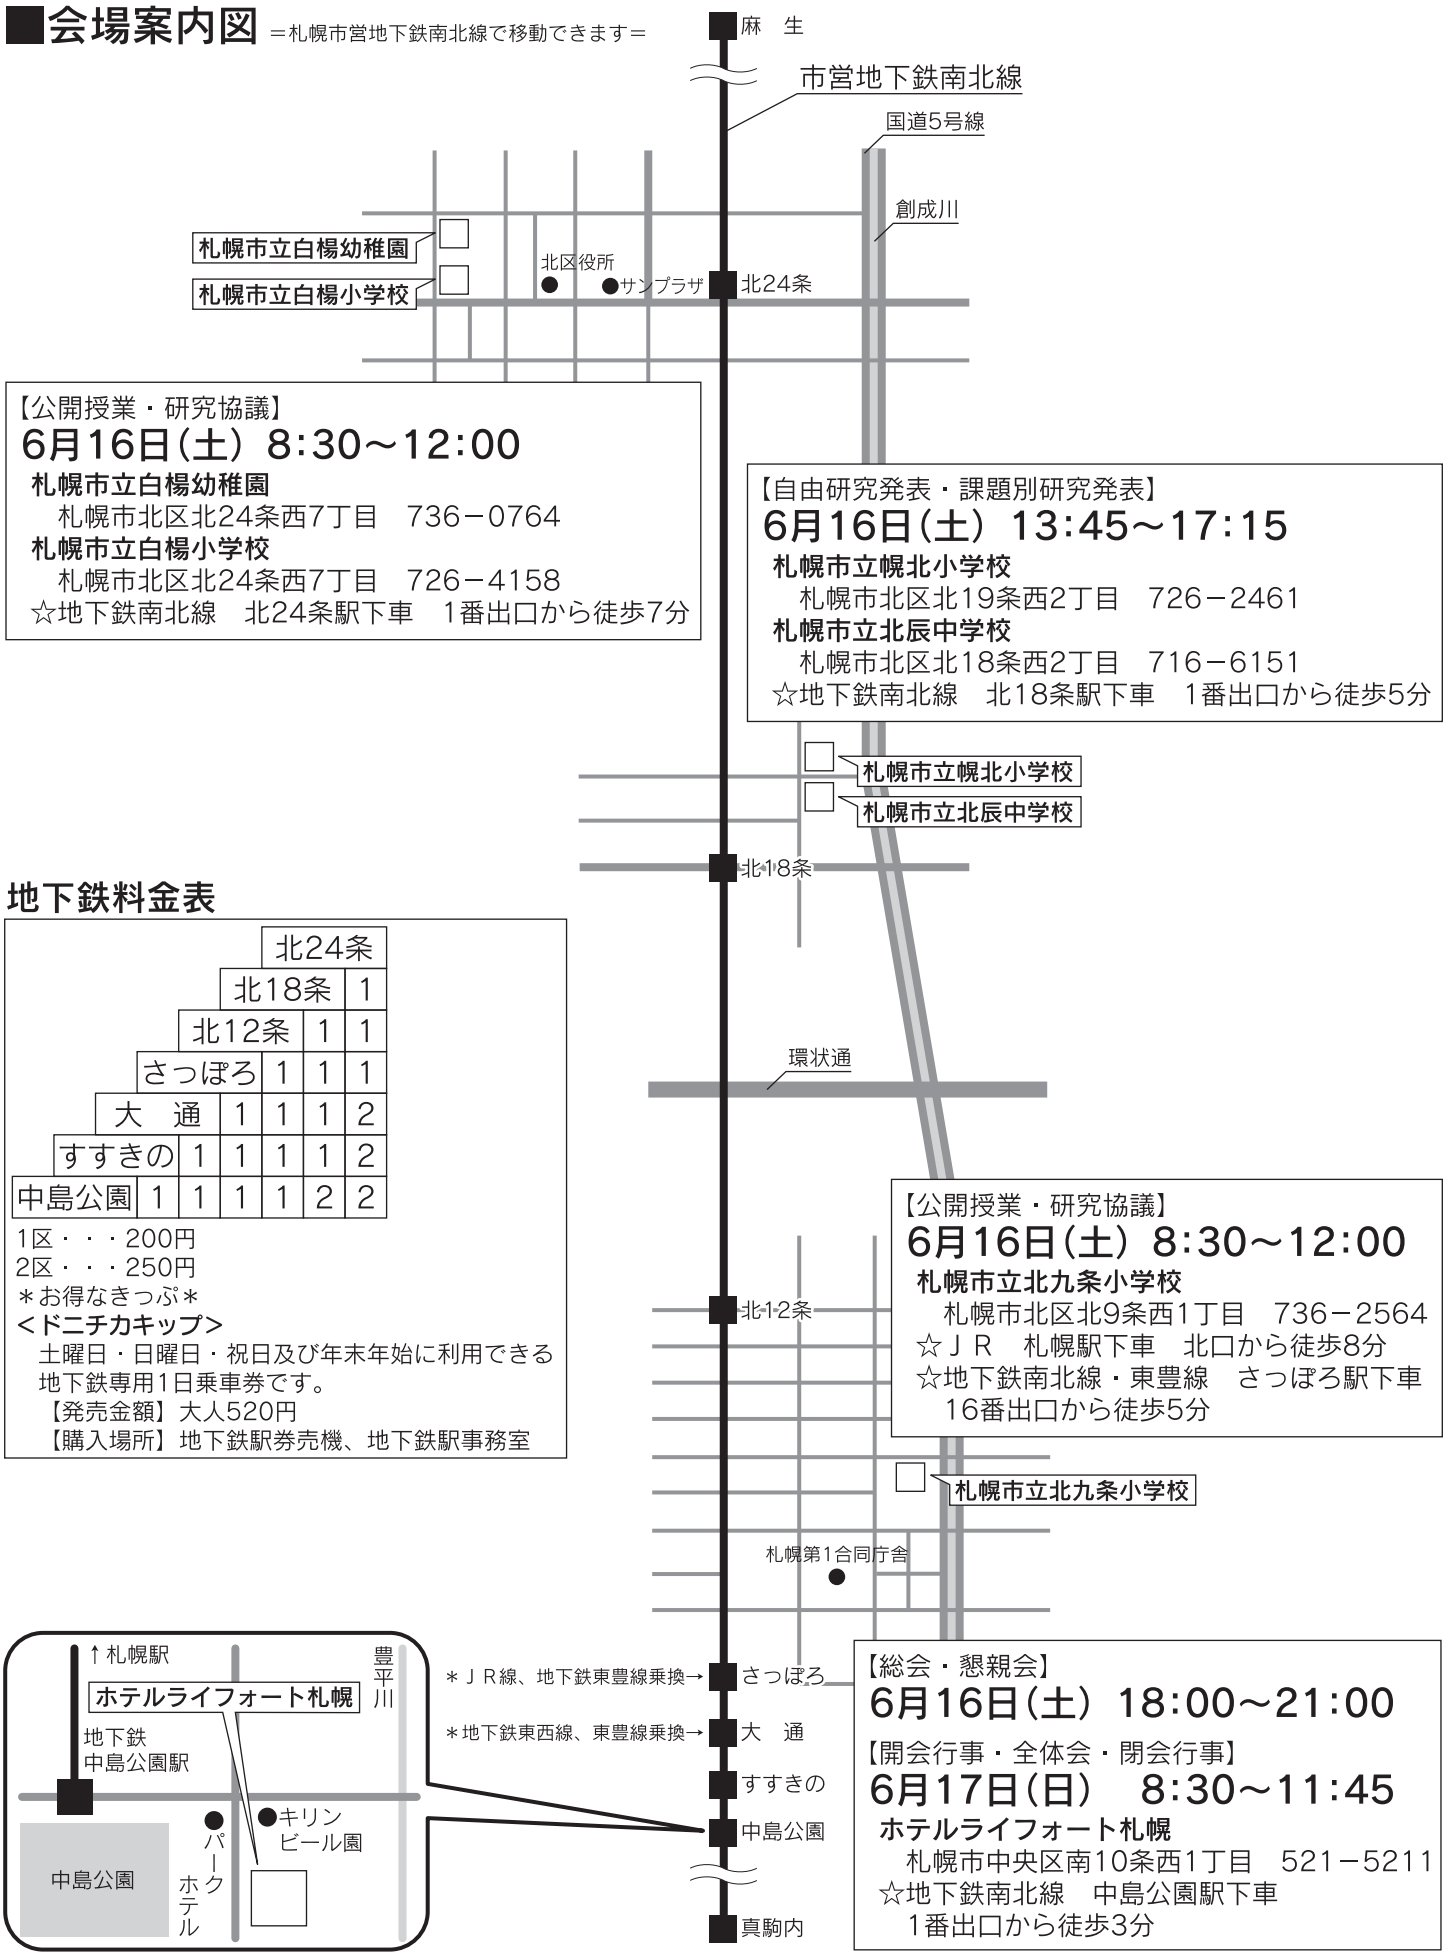 ■会場案内図 ＝札幌市営地下鉄南北線で移動できます＝
麻　生
市営地下鉄南北線
国道5号線
創成川
札幌市立白楊幼稚園
札幌市立白楊小学校
北区役所
サンプラザ
北24条
【公開授業・研究協議】
6月16日(土) 8:30～12:00
札幌市立白楊幼稚園
札幌市北区北24条西7丁目　736－0764
札幌市立白楊小学校
札幌市北区北24条西7丁目　726－4158
☆地下鉄南北線　北24条駅下車　1番出口から徒歩7分
【自由研究発表・課題別研究発表】
6月16日(土) 13:45～17:15
札幌市立幌北小学校
札幌市北区北19条西2丁目　726－2461
札幌市立北辰中学校
札幌市北区北18条西2丁目　716－6151
☆地下鉄南北線　北18条駅下車　1番出口から徒歩5分
札幌市立幌北小学校
札幌市立北辰中学校
北18条
地下鉄料金表
北24条
北18条 1
北12条 1 1
さっぽろ 1 1 1
大　通 1 1 1 2
すすきの 1 1 1 1 2
中島公園 1 1 1 1 2 2
1区・・・200円
2区・・・250円
＊お得なきっぷ＊
＜ドニチカキップ＞
土曜日・日曜日・祝日及び年末年始に利用できる
地下鉄専用1日乗車券です。
【発売金額】大人520円
【購入場所】地下鉄駅券売機、地下鉄駅事務室
環状通
【公開授業・研究協議】
6月16日(土) 8:30～12:00
札幌市立北九条小学校
札幌市北区北9条西1丁目　736－2564
☆ＪＲ　札幌駅下車　北口から徒歩8分
☆地下鉄南北線・東豊線　さっぽろ駅下車
16番出口から徒歩5分
北12条
札幌市立北九条小学校
札幌第1合同庁舎
＊ＪＲ線、地下鉄東豊線乗換→
さっぽろ
＊地下鉄東西線、東豊線乗換→
大　通
すすきの
中島公園
真駒内
【総会・懇親会】
6月16日(土) 18:00～21:00
【開会行事・全体会・閉会行事】
6月17日(日)　8:30～11:45
ホテルライフォート札幌
札幌市中央区南10条西1丁目　521－5211
☆地下鉄南北線　中島公園駅下車
1番出口から徒歩3分
↑札幌駅
豊平川
ホテルライフォート札幌
地下鉄
中島公園駅
キリン
ビール園
パーク
ホテル
中島公園